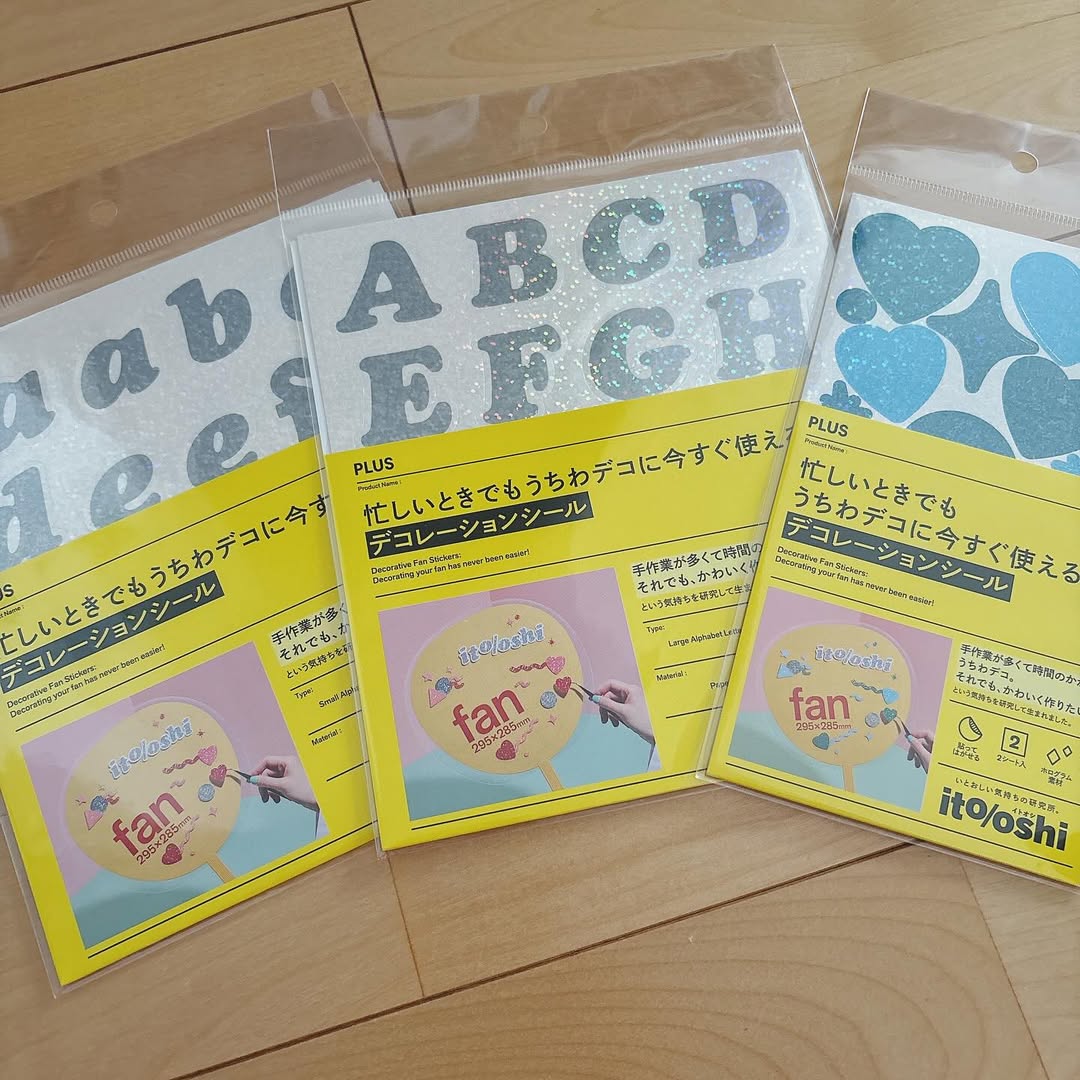 a a b
d e e f
US
Name :
忙しいときでもうちわデコに今す
デコレーションシール
Decorative Fan Stickers:
Decorating your fan has never been easier!
手作業が多く
それでも、かわい
という気持ちを研究
Type:
Small Alpha
Material :
ito/oshi
fan
295×285mm
A B C D
E F G H
PLUS
Product Name :
忙しいときでもうちわデコに今すぐ使え
デコレーションシール
Decorative Fan Stickers:
Decorating your fan has never been easier!
手作業が多くて時間の
それでも、かわいく作
という気持ちを研究して生ま
Type:
Large Alphabet Lette
Material :
Pape
ito/oshi
fan
295×285mm
PLUS
Product Name :
忙しいときでも
うちわデコに今すぐ使える
デコレーションシール
Decorative Fan Stickers:
Decorating your fan has never been easier!
手作業が多くて時間のか
うちわデコ。
それでも、かわいく作りた
という気持ちを研究して生まれました。
貼って
はがせる
2
2シート入
ホログラム
素材
いとおしい気持ちの研究所。
イトオシ
ito/oshi
ito/oshi
fan
295×285mm